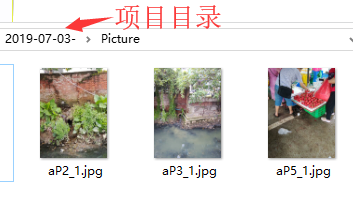 项目目录
2019-07-03- > Picture
aP2_1.jpg aP3_1.jpg aP5_1.jpg